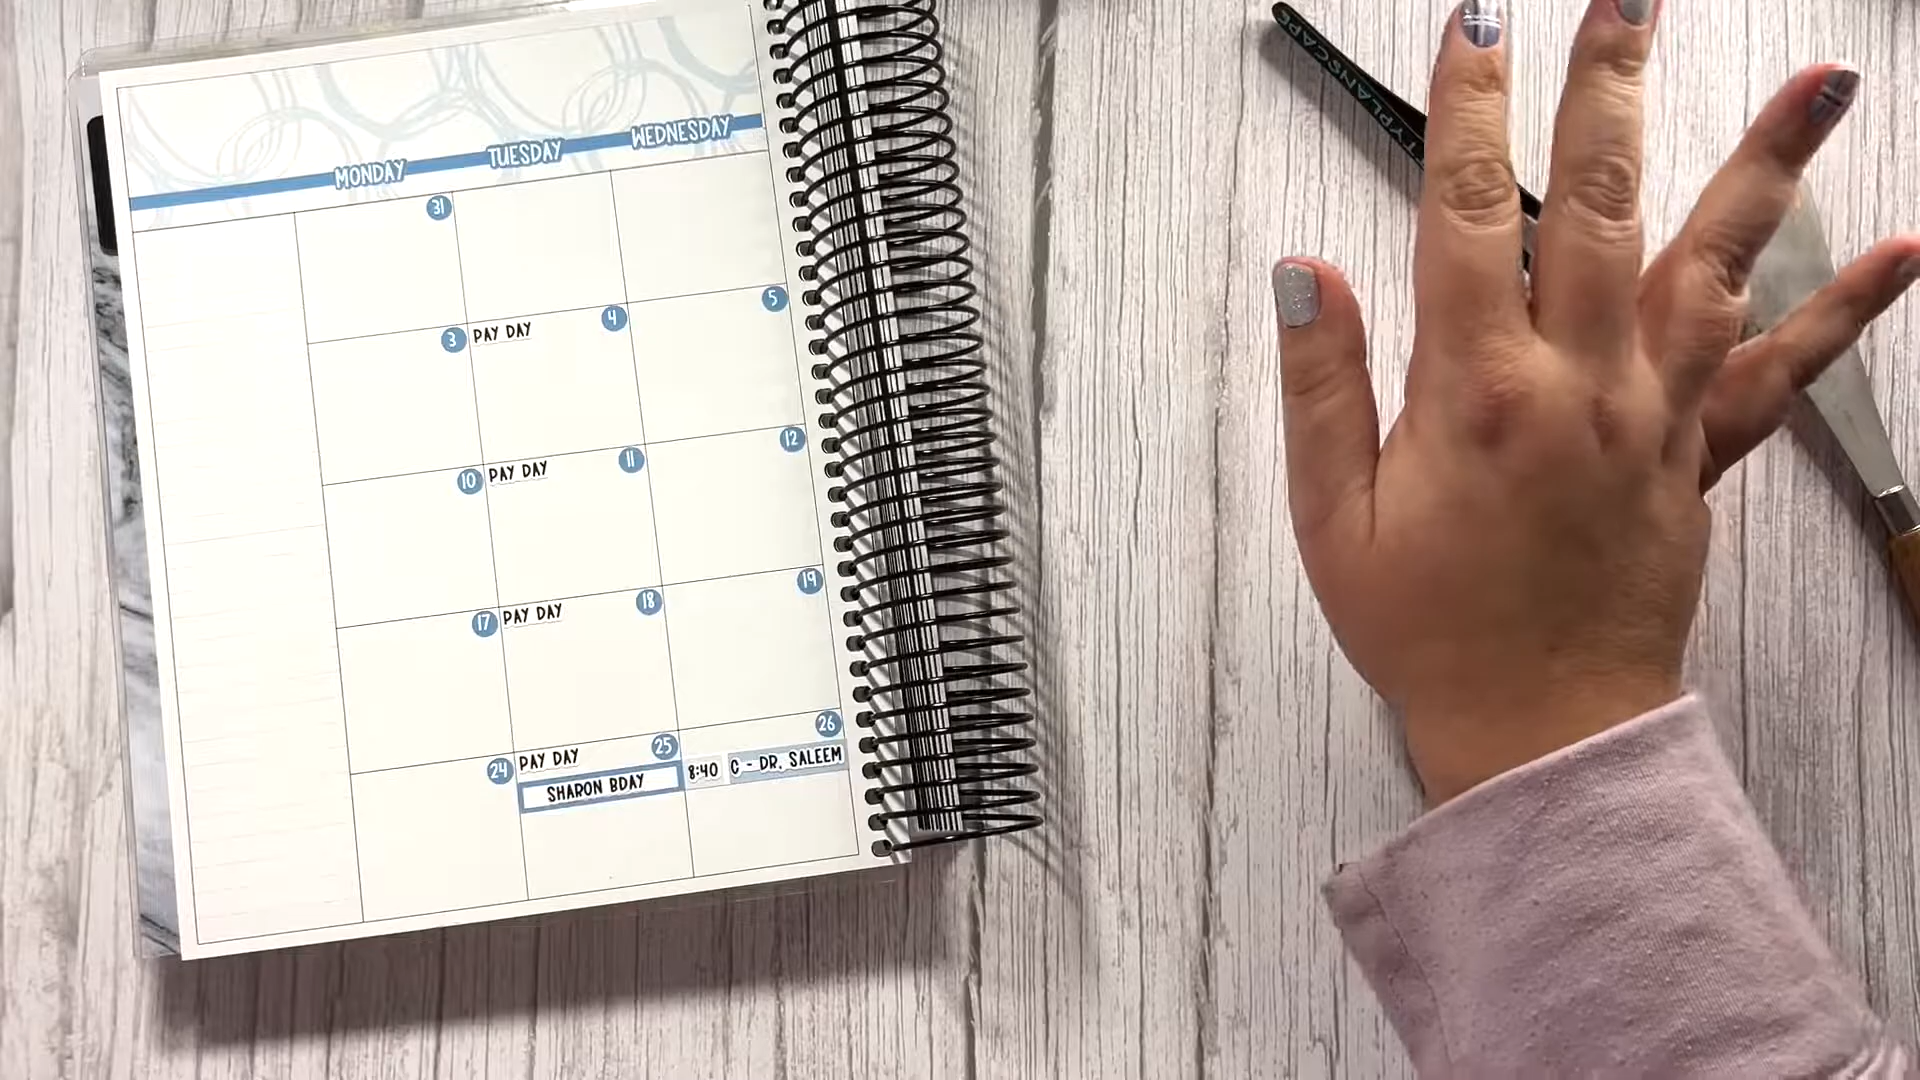 MONDAY TUESDAY WEDNESDAY
31
3 PAY DAY 4 5
10 PAY DAY 11 12
17 PAY DAY 18 19
24 PAY DAY 25 26
SHARON BDAY 8:40 C - DR. SALEEM